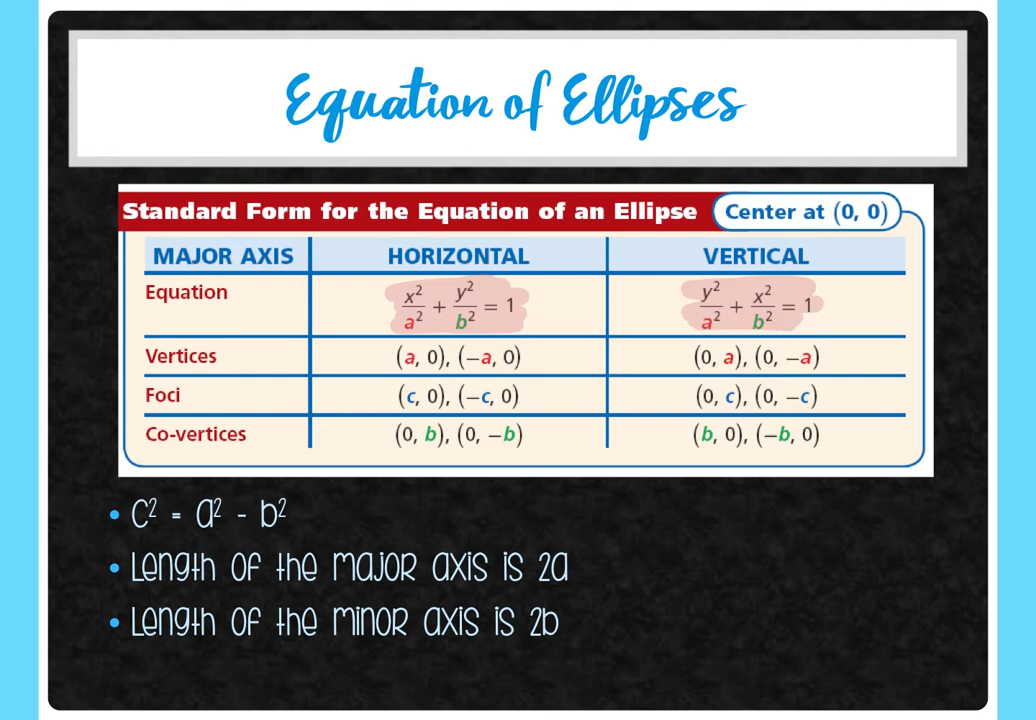 Equation of Ellipses
Standard Form for the Equation of an Ellipse Center at (0, 0)
MAJOR AXIS HORIZONTAL VERTICAL
Equation x²/a² + y²/b² = 1 y²/a² + x²/b² = 1
Vertices (a, 0), (−a, 0) (0, a), (0, −a)
Foci (c, 0), (−c, 0) (0, c), (0, −c)
Co-vertices (0, b), (0, −b) (b, 0), (−b, 0)
• c² = a² - b²
• Length of the major axis is 2a
• Length of the minor axis is 2b